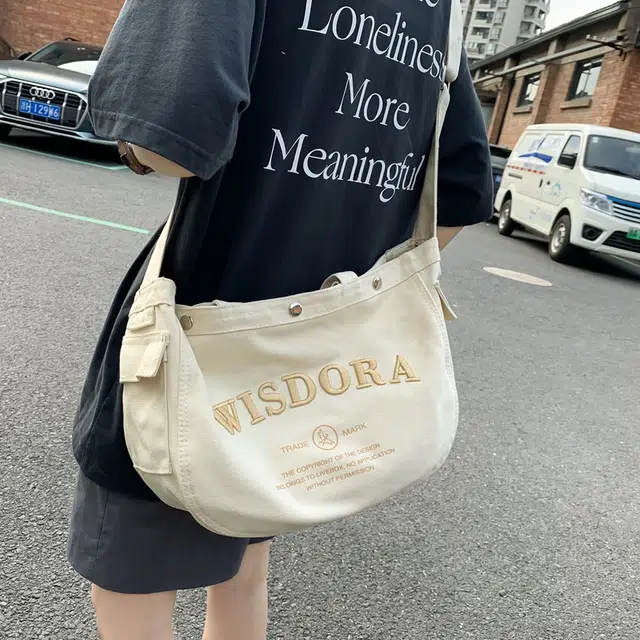 Loneliness
More
Meaningful
WISDORA
TRADE MARK
THE COPYRIGHT OF THE DESIGN
BELONGS TO LIVEBOX, NO APPLICATION
WITHOUT PERMISSION